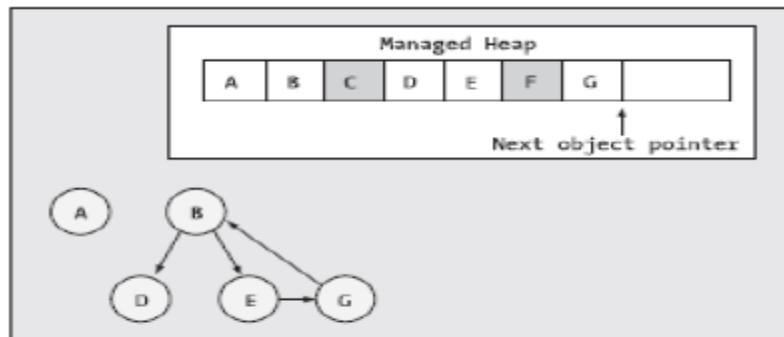 Managed Heap
A B C D E F G
Next object pointer
A B
D E G